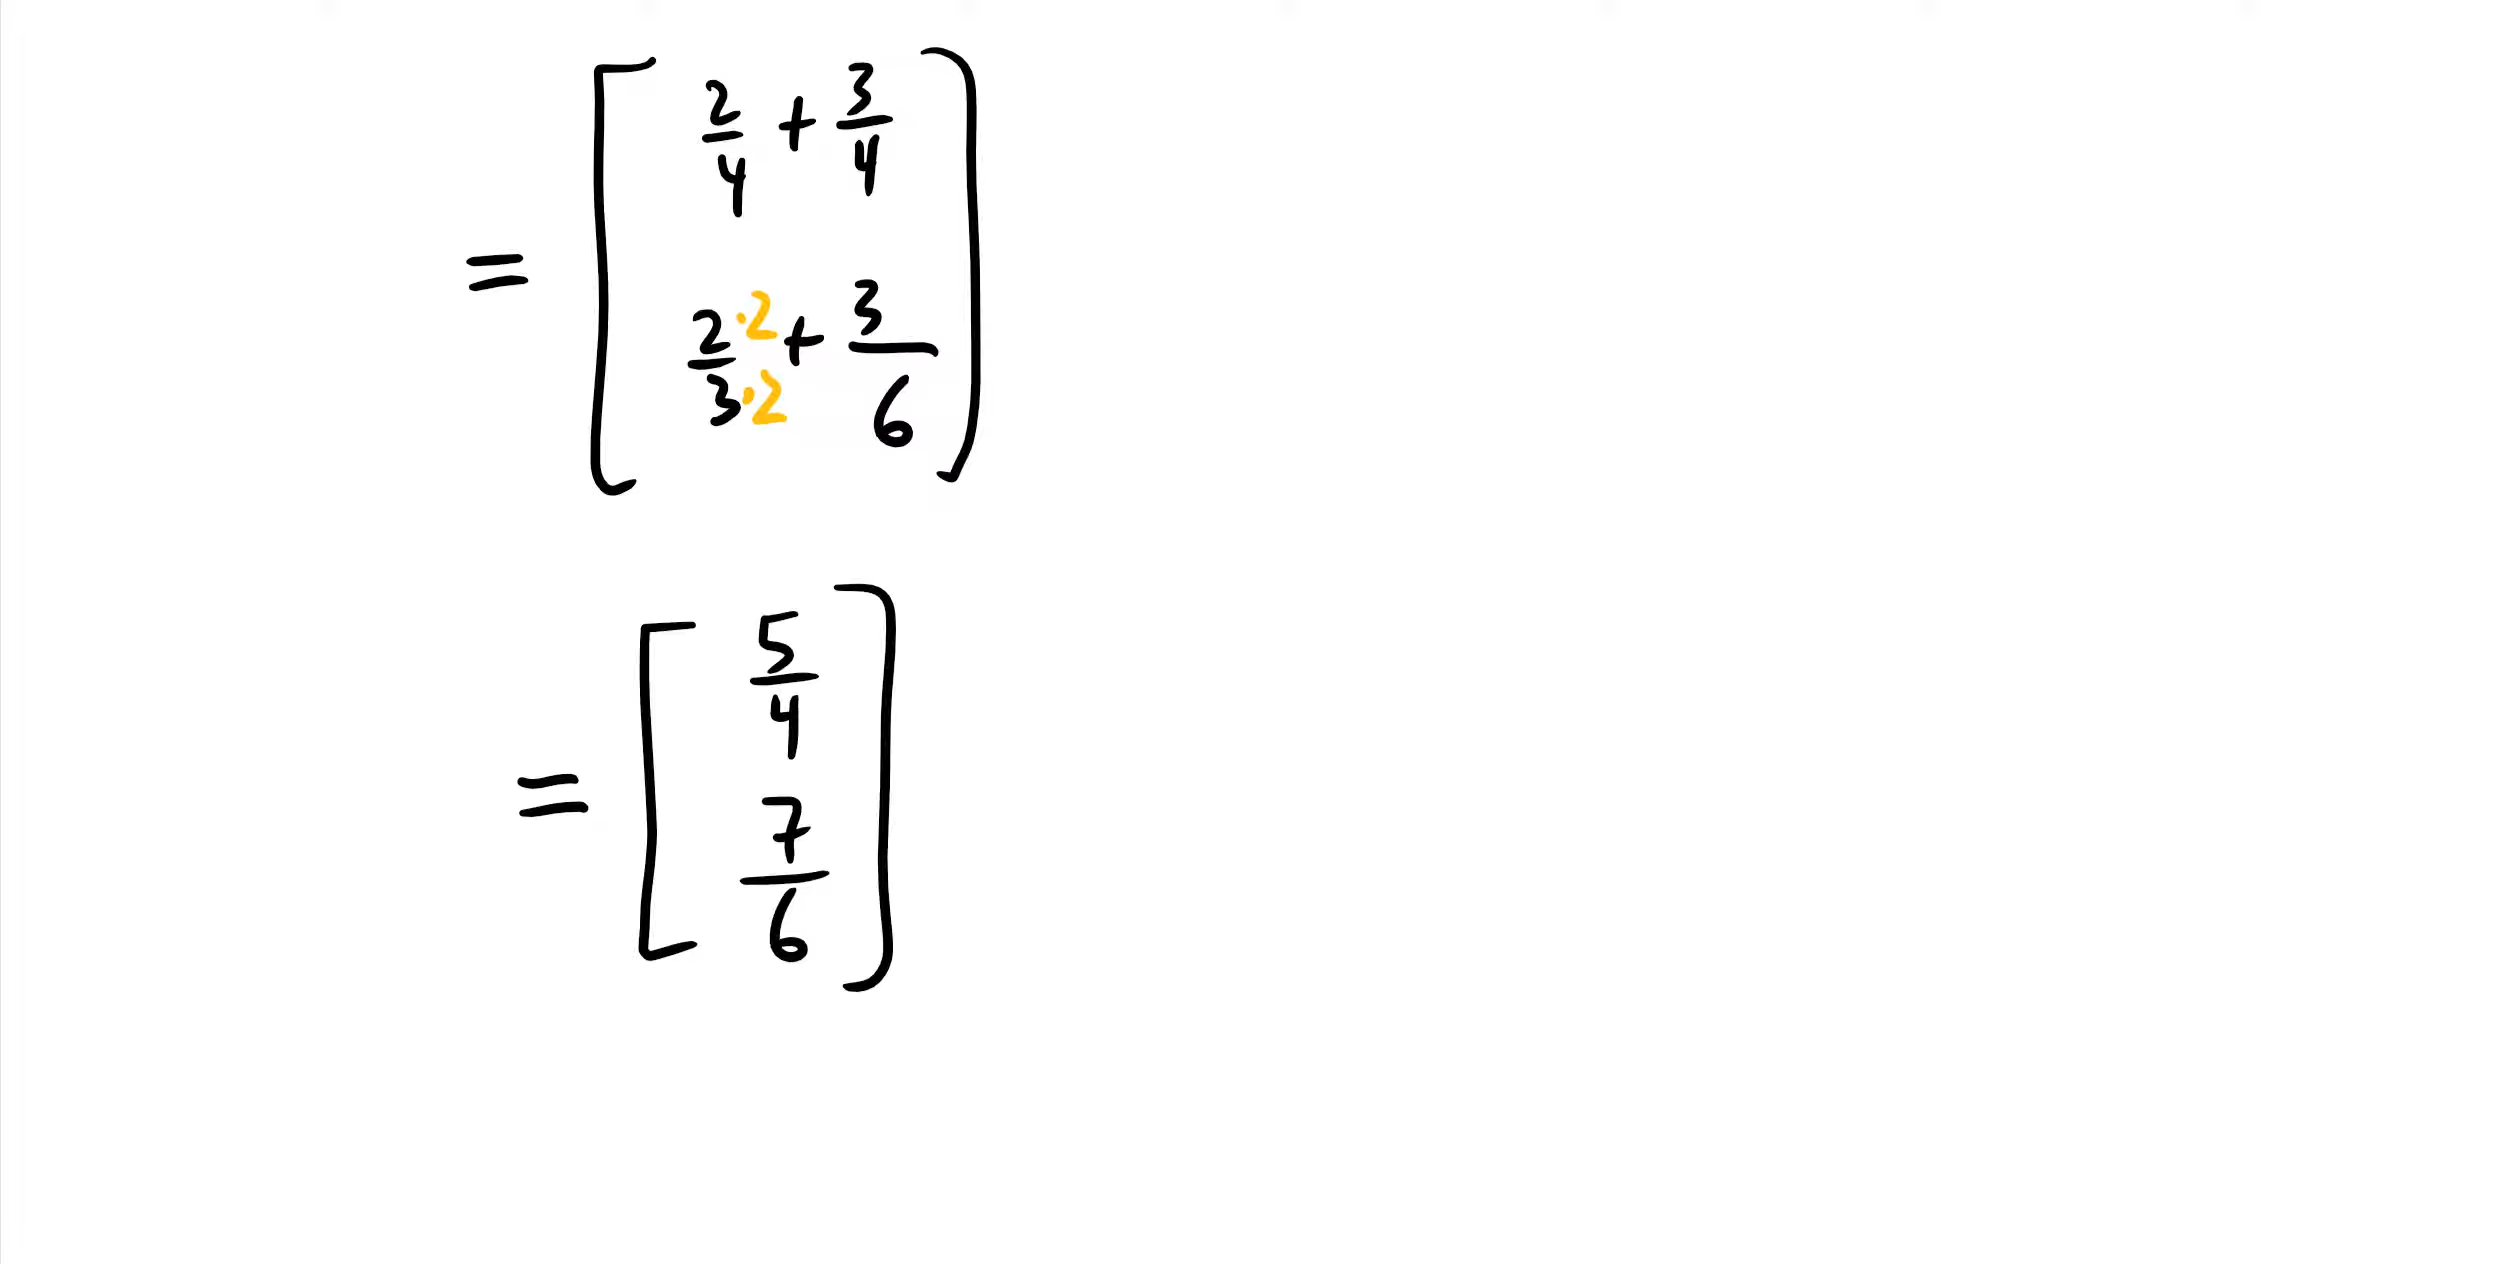 = [ 2/4 + 3/4
2·2/3·2 + 3/6 ]
= [ 5/4
7/6 ]